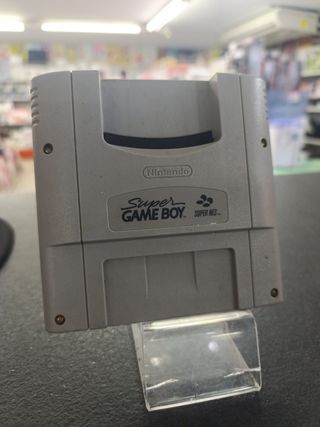 Nintendo
Super
GAME BOY
SUPER NES